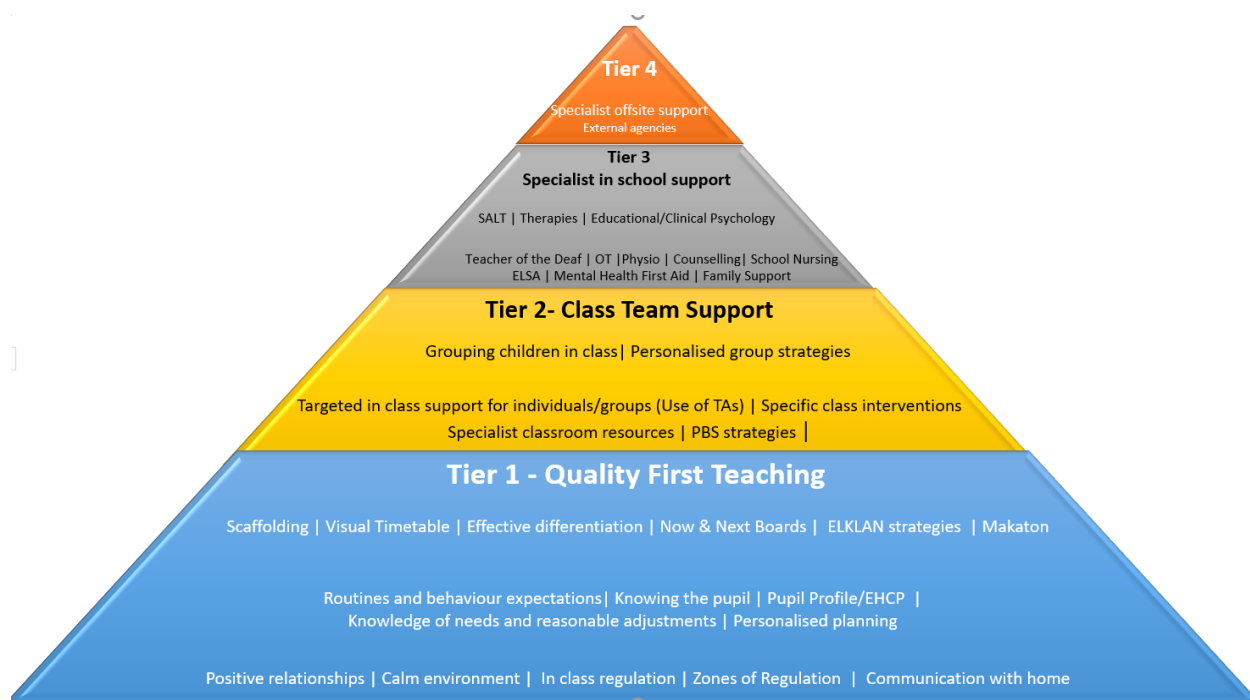 Tier 4
Specialist offsite support
External agencies
Tier 3
Specialist in school support
SALT | Therapies | Educational/Clinical Psychology
Teacher of the Deaf | OT |Physio | Counselling| School Nursing
ELSA | Mental Health First Aid | Family Support
Tier 2- Class Team Support
Grouping children in class| Personalised group strategies
Targeted in class support for individuals/groups (Use of TAs) | Specific class interventions
Specialist classroom resources | PBS strategies |
Tier 1 - Quality First Teaching
Scaffolding | Visual Timetable | Effective differentiation | Now & Next Boards | ELKLAN strategies | Makaton
Routines and behaviour expectations| Knowing the pupil | Pupil Profile/EHCP |
Knowledge of needs and reasonable adjustments | Personalised planning
Positive relationships | Calm environment | In class regulation | Zones of Regulation | Communication with home